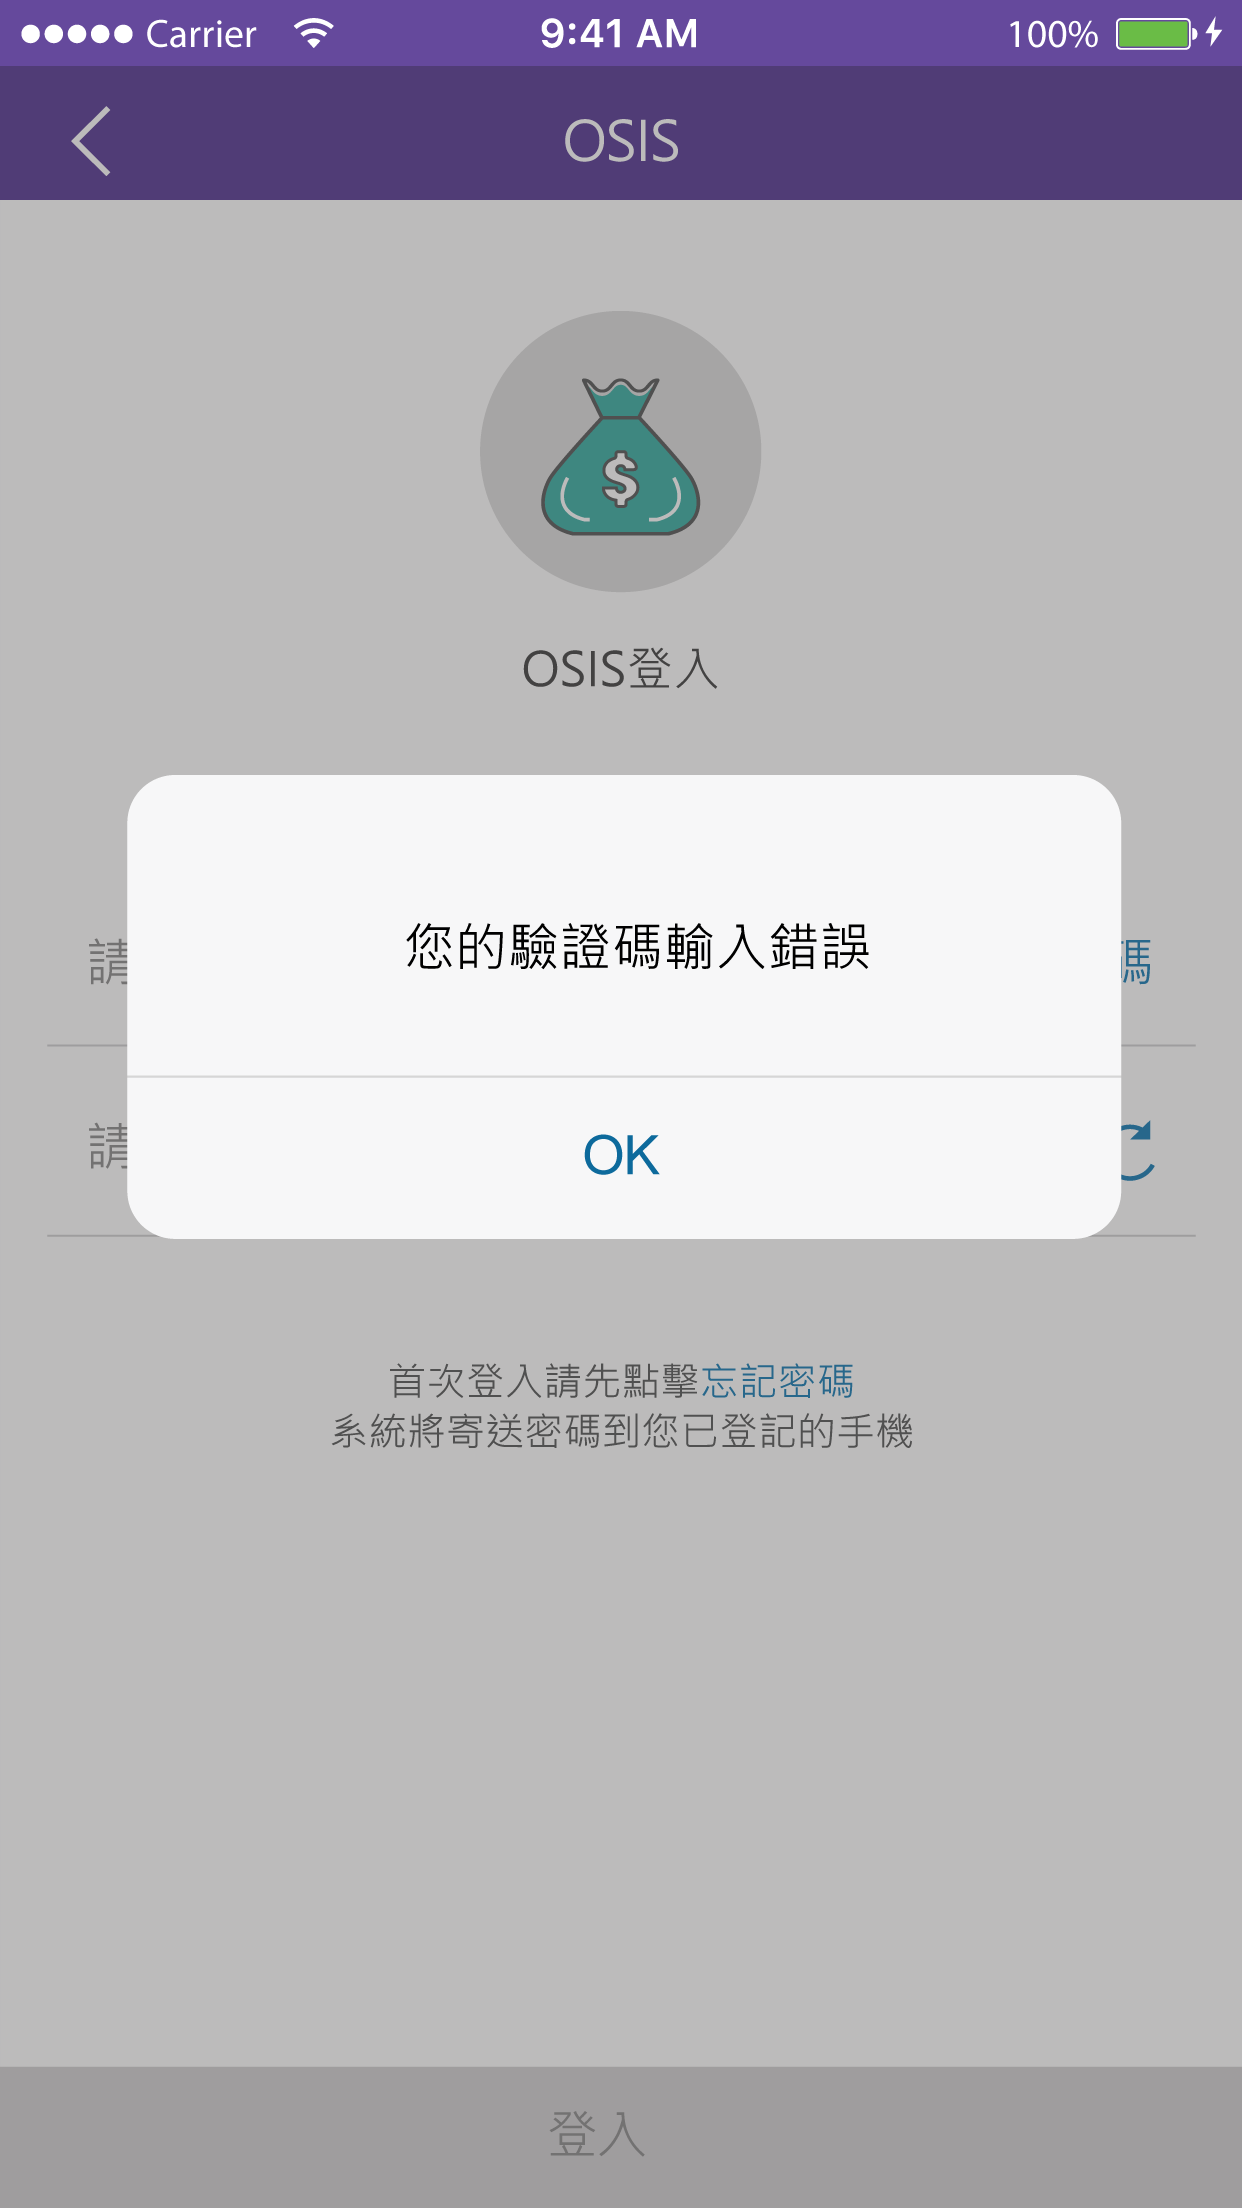 Carrier 9:41 AM 100%
OSIS
$
OSIS登入
您的驗證碼輸入錯誤
請 碼
OK
請
首次登入請先點擊忘記密碼
系統將寄送密碼到您已登記的手機
登入